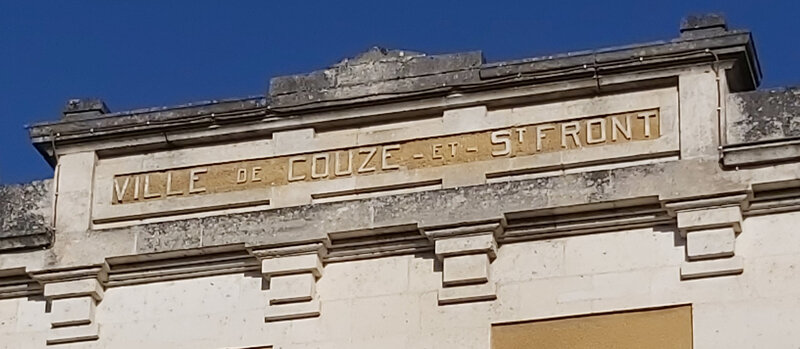 VILLE DE COUZE - ET - ST FRONT